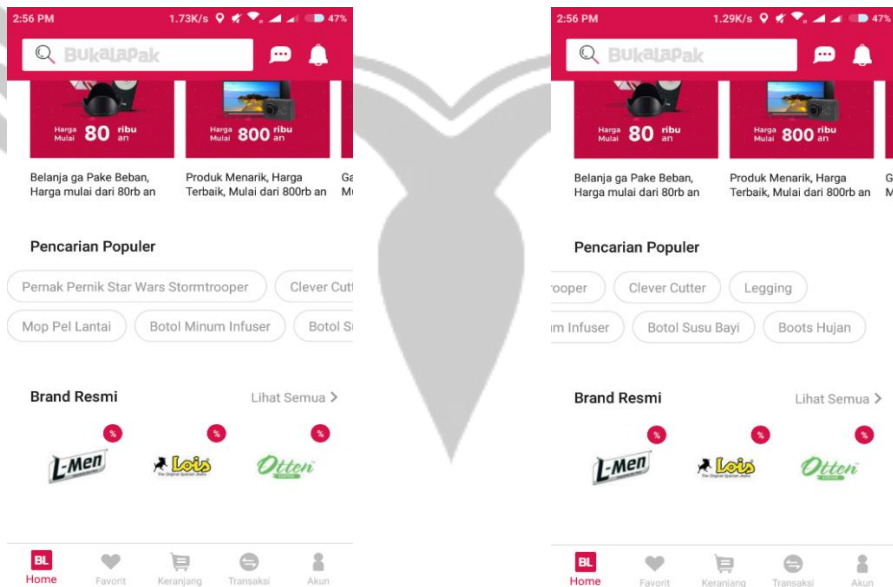 2:56 PM 1.73K/s 47%
Bukalapak
Harga Mulai 80 ribu an
Harga Mulai 800 ribu an
Belanja ga Pake Beban,
Harga mulai dari 80rb an
Produk Menarik, Harga
Terbaik, Mulai dari 800rb an
Ga
Pencarian Populer
Pernak Pernik Star Wars Stormtrooper
Clever Cutt
Mop Pel Lantai
Botol Minum Infuser
Botol S
Brand Resmi
Lihat Semua >
%
%
%
L-Men
Lois
Otten
BL
Home
Favorit
Keranjang
Transaksi
Akun
2:56 PM 1.29K/s 47%
Bukalapak
Harga Mulai 80 ribu an
Harga Mulai 800 ribu an
Belanja ga Pake Beban,
Harga mulai dari 80rb an
Produk Menarik, Harga
Terbaik, Mulai dari 800rb an
G
M
Pencarian Populer
rooper
Clever Cutter
Legging
m Infuser
Botol Susu Bayi
Boots Hujan
Brand Resmi
Lihat Semua >
%
%
%
L-Men
Lois
Otten
BL
Home
Favorit
Keranjang
Transaksi
Akun